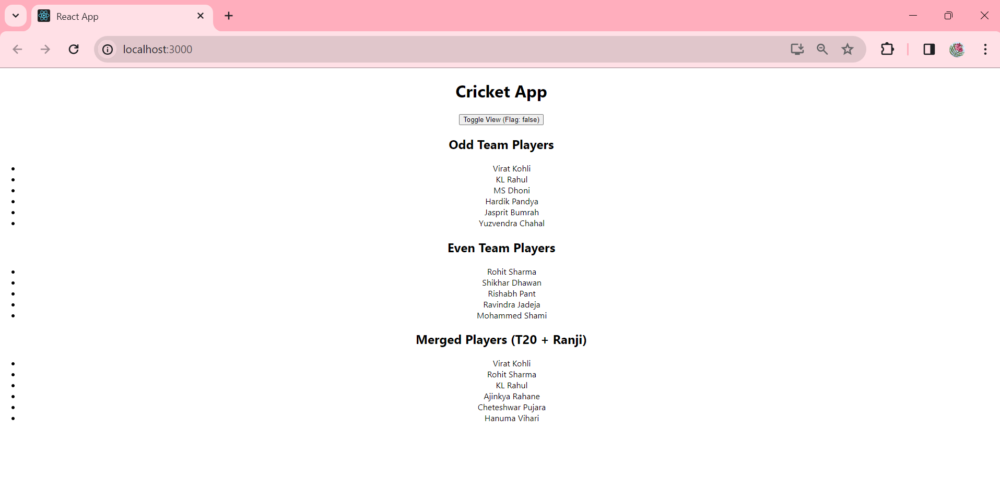 React App
localhost:3000
Cricket App
Toggle View (Flag: false)
Odd Team Players
Virat Kohli
KL Rahul
MS Dhoni
Hardik Pandya
Jasprit Bumrah
Yuzvendra Chahal
Even Team Players
Rohit Sharma
Shikhar Dhawan
Rishabh Pant
Ravindra Jadeja
Mohammed Shami
Merged Players (T20 + Ranji)
Virat Kohli
Rohit Sharma
KL Rahul
Ajinkya Rahane
Cheteshwar Pujara
Hanuma Vihari